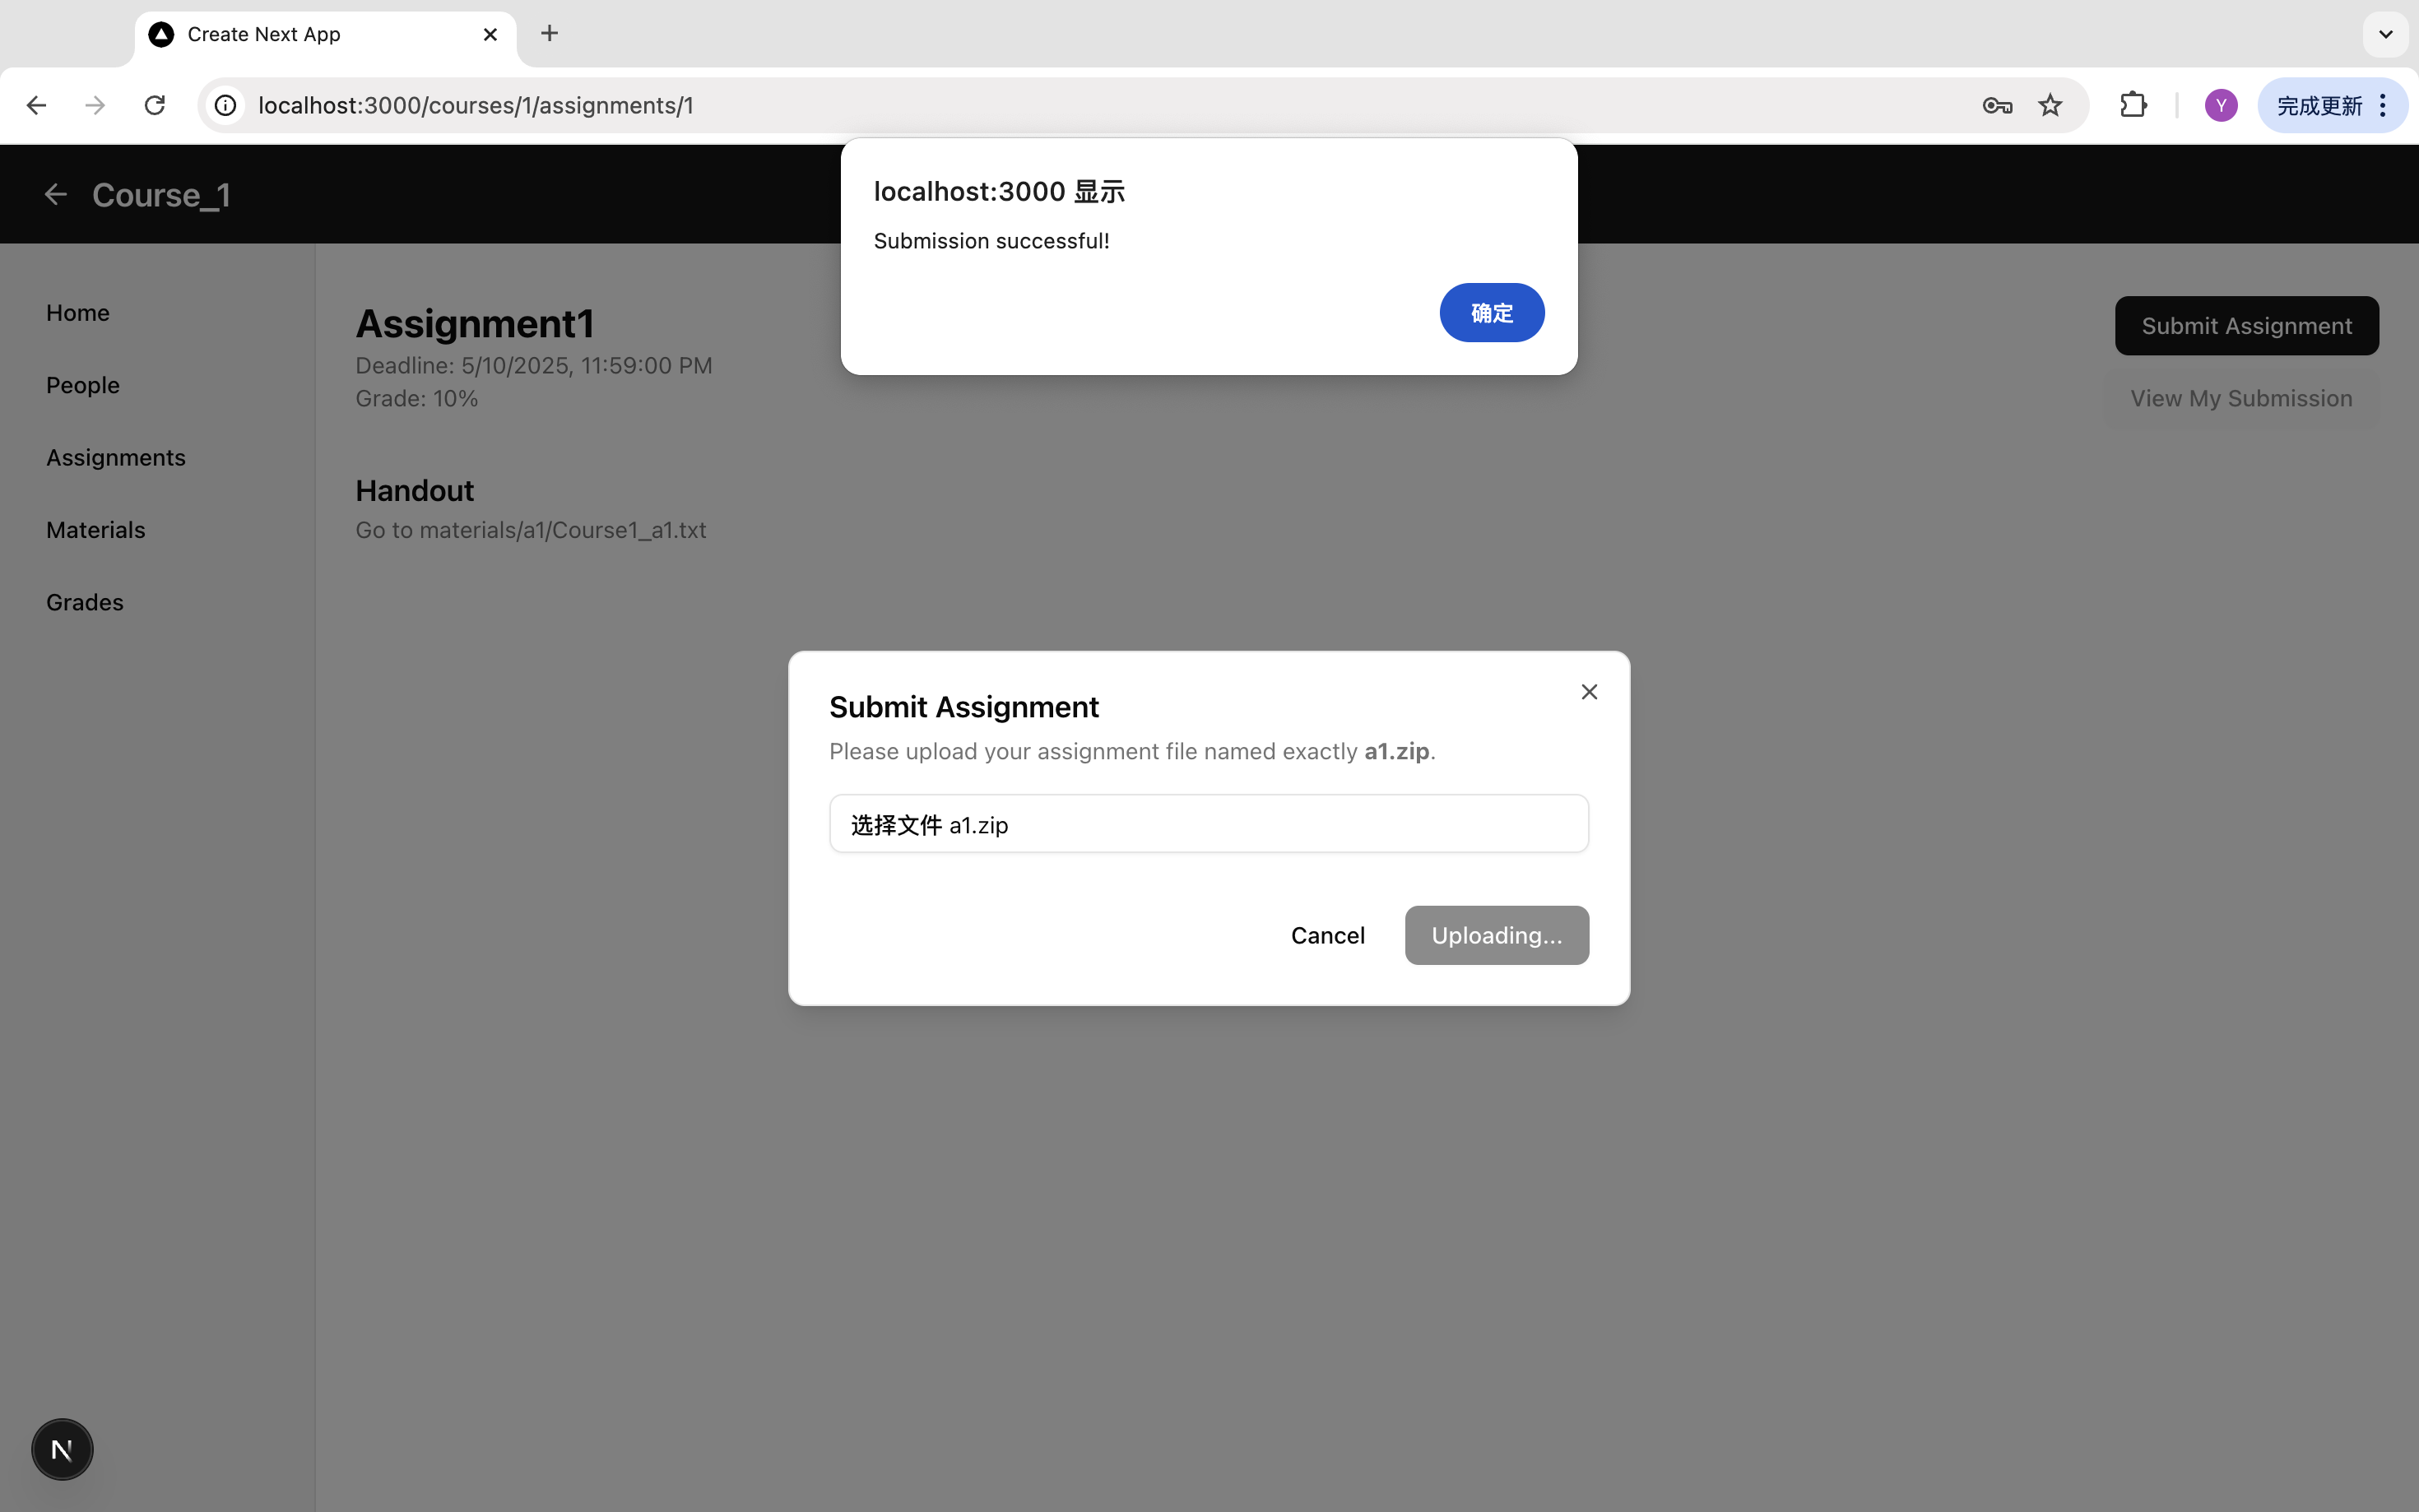 Create Next App
localhost:3000/courses/1/assignments/1
Y
完成更新
Course_1
localhost:3000 显示
Submission successful!
确定
Home
People
Assignments
Materials
Grades
Assignment1
Deadline: 5/10/2025, 11:59:00 PM
Grade: 10%
Submit Assignment
View My Submission
Handout
Go to materials/a1/Course1_a1.txt
Submit Assignment
Please upload your assignment file named exactly a1.zip.
选择文件 a1.zip
Cancel
Uploading...
N